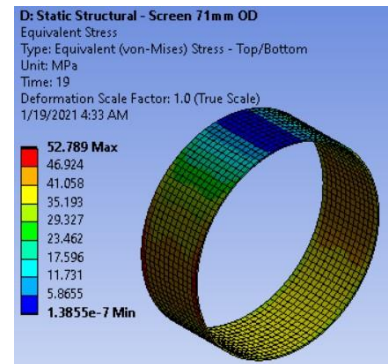 D: Static Structural - Screen 71mm OD
Equivalent Stress
Type: Equivalent (von-Mises) Stress - Top/Bottom
Unit: MPa
Time: 19
Deformation Scale Factor: 1.0 (True Scale)
1/19/2021 4:33 AM
52.789 Max
46.924
41.058
35.193
29.327
23.462
17.596
11.731
5.8655
1.3855e-7 Min